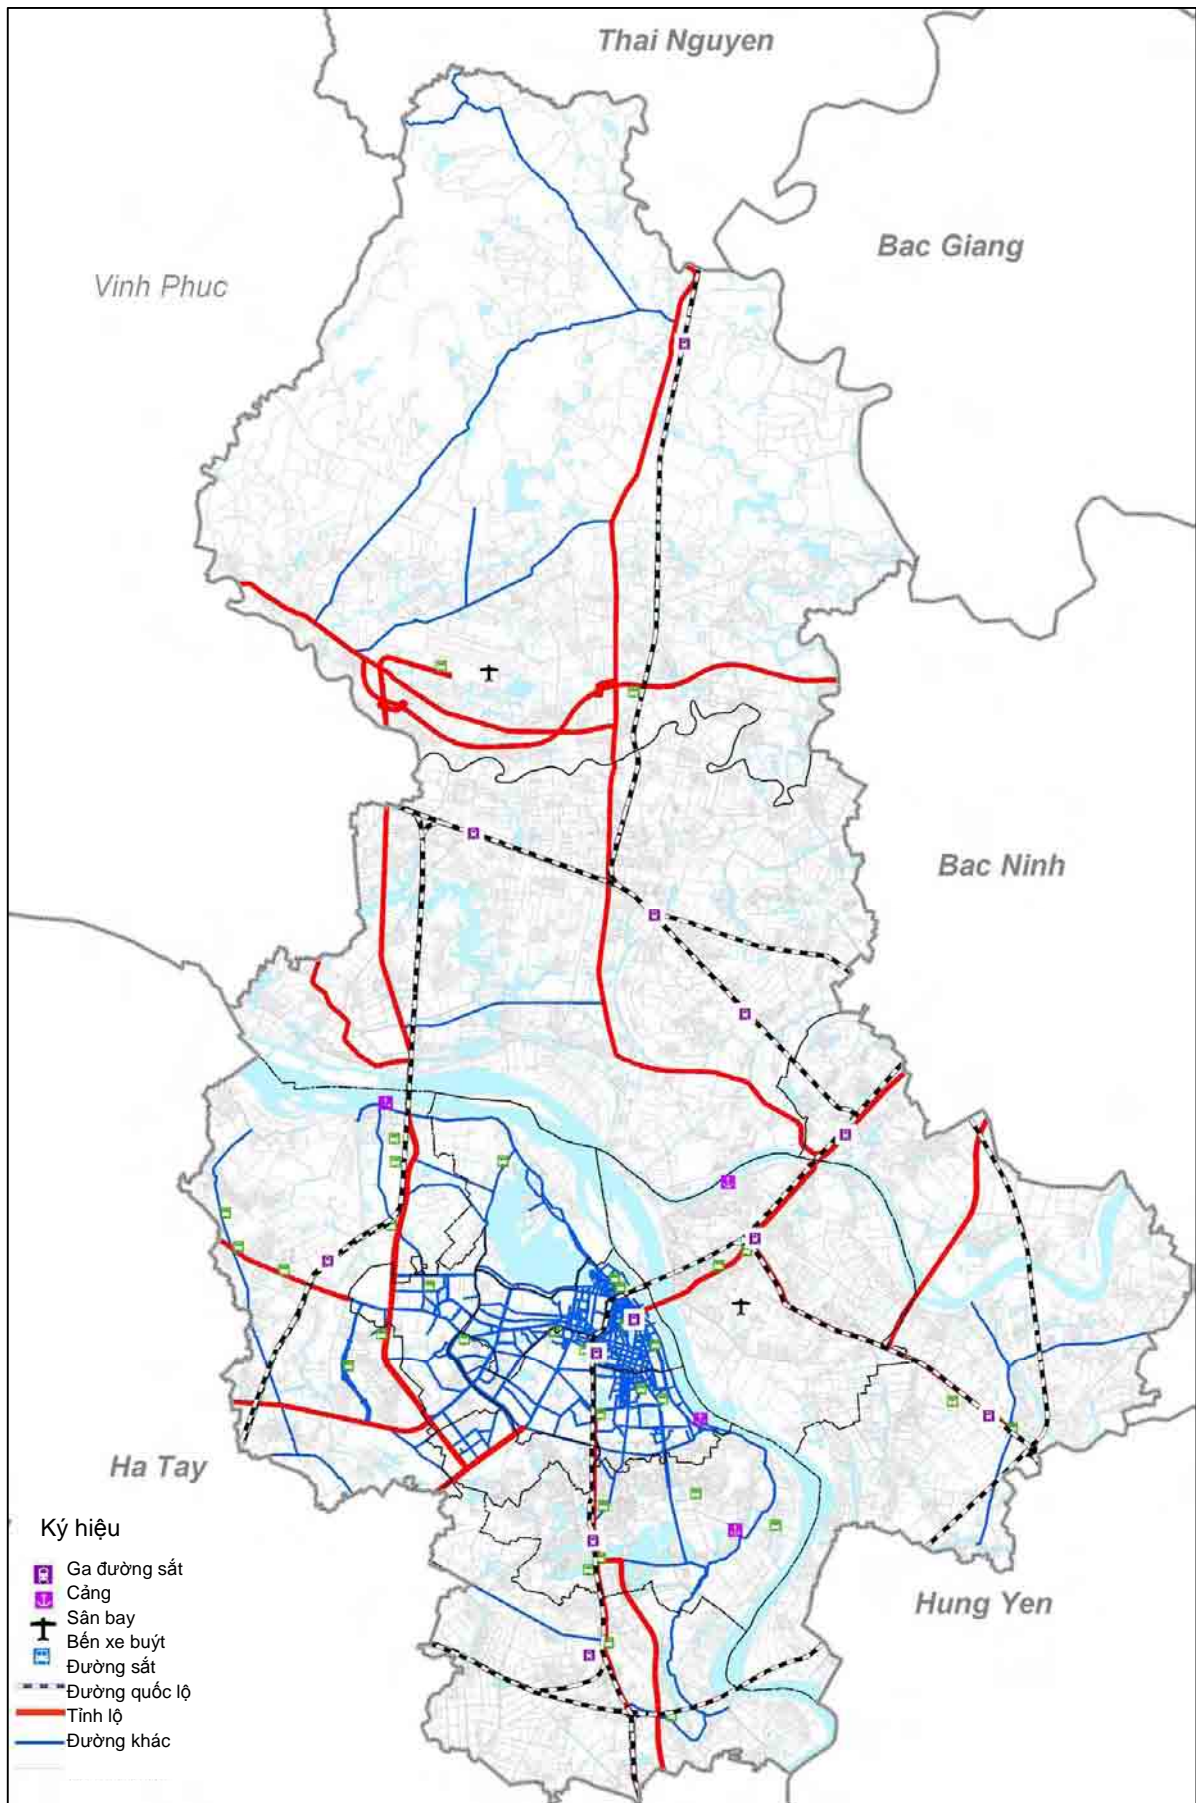 Thai Nguyen
Bac Giang
Vinh Phuc
Bac Ninh
Ha Tay
Hung Yen
Ký hiệu
Ga đường sắt
Cảng
Sân bay
Bến xe buýt
Đường sắt
Đường quốc lộ
Tỉnh lộ
Đường khác